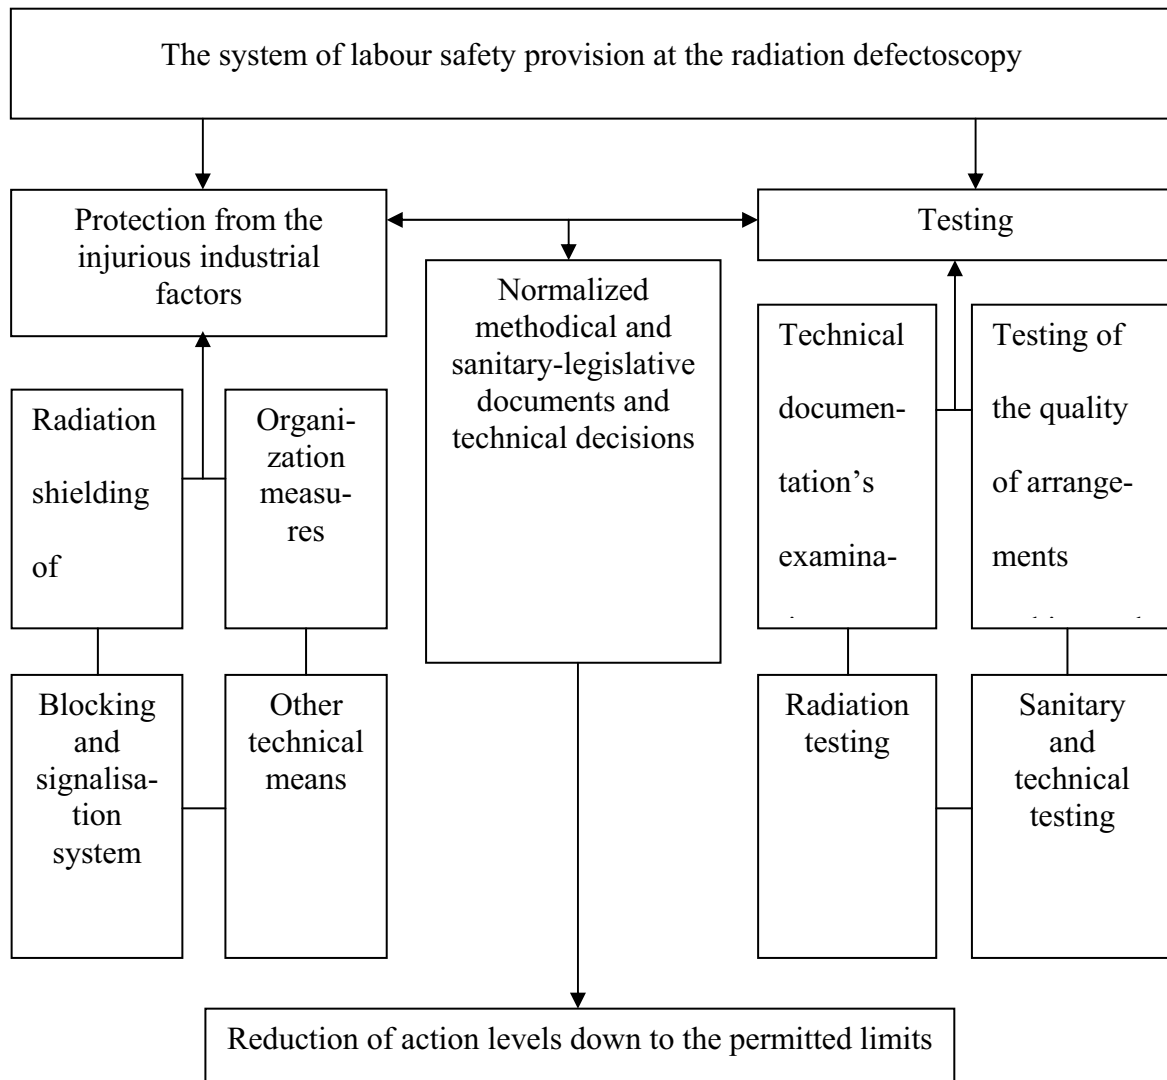 The system of labour safety provision at the radiation defectoscopy
Protection from the
injurious industrial
factors
Testing
Normalized
methodical and
sanitary-legislative
documents and
technical decisions
Radiation
shielding
of
Organi-
zation
measu-
res
Technical
documen-
tation’s
examina-
Testing of
the quality
of arrange-
ments
Blocking
and
signalisa-
tion
system
Other
technical
means
Radiation
testing
Sanitary
and
technical
testing
Reduction of action levels down to the permitted limits